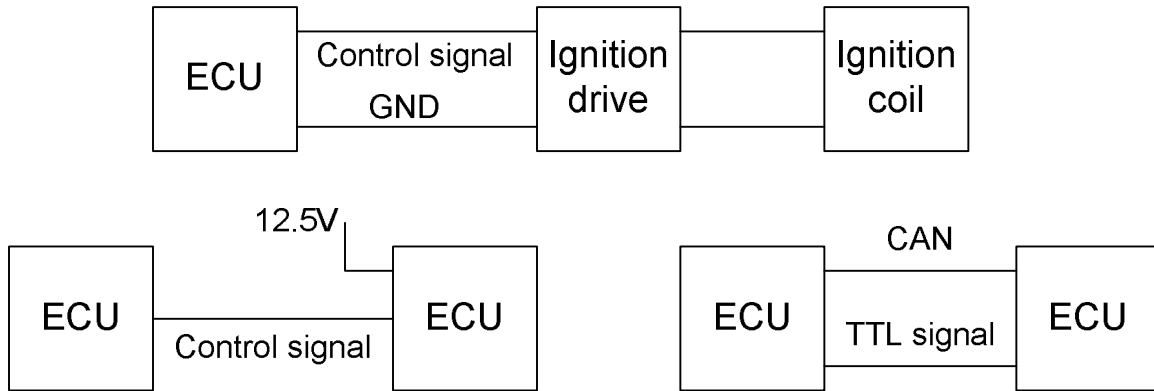 ECU
Control signal
GND
Ignition
drive
Ignition
coil
12.5V
ECU
Control signal
ECU
ECU
CAN
TTL signal
ECU